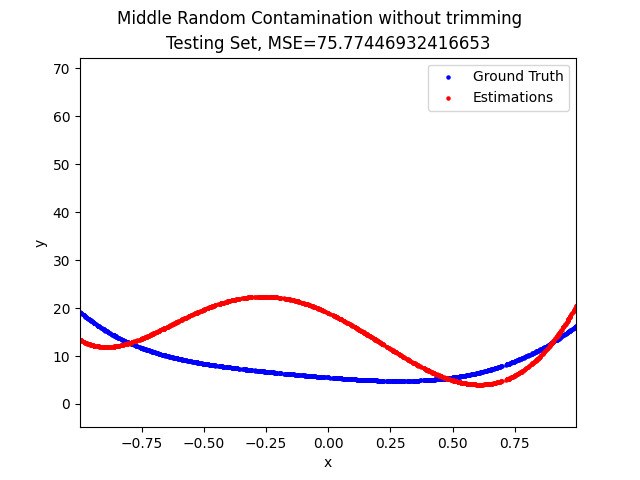 Middle Random Contamination without trimming
Testing Set, MSE=75.77446932416653
Ground Truth
Estimations
70
60
50
40
30
20
10
0
y
−0.75
−0.50
−0.25
0.00
0.25
0.50
0.75
x